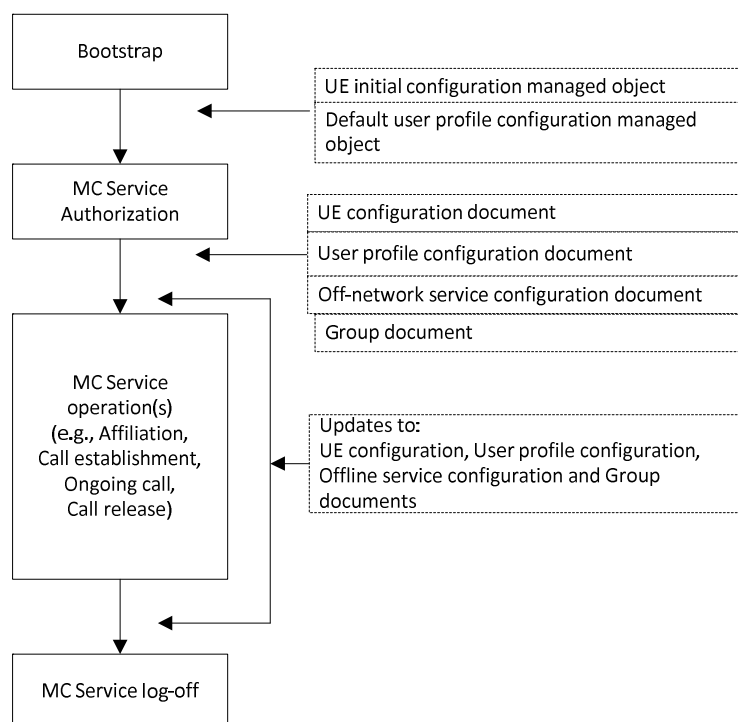 Bootstrap
UE initial configuration managed object
Default user profile configuration managed
object
MC Service
Authorization
UE configuration document
User profile configuration document
Off-network service configuration document
Group document
MC Service
operation(s)
(e.g., Affiliation,
Call establishment,
Ongoing call,
Call release)
Updates to:
UE configuration, User profile configuration,
Offline service configuration and Group
documents
MC Service log-off